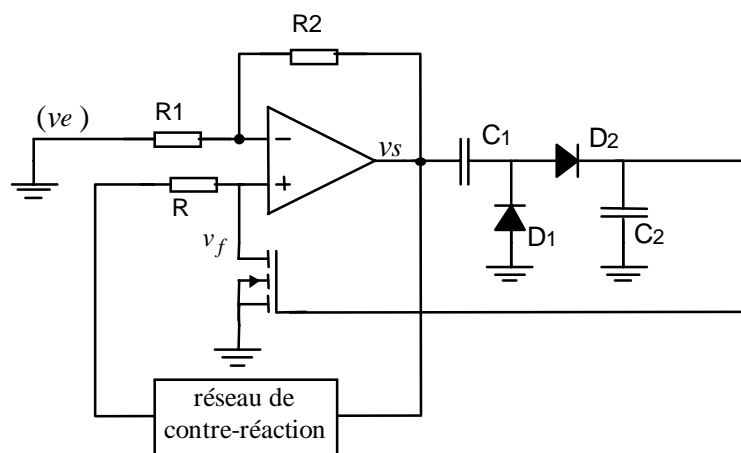 R2
R1
(ve)
−
+
vs
C1
D2
R
vf
D1
C2
réseau de
contre-réaction